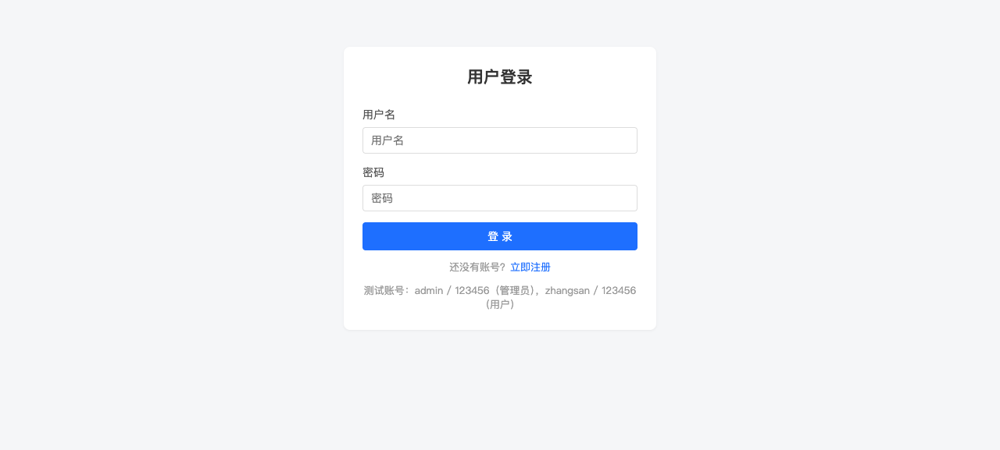 用户登录
用户名
用户名
密码
密码
登 录
还没有账号？立即注册
测试账号：admin / 123456（管理员），zhangsan / 123456
（用户）